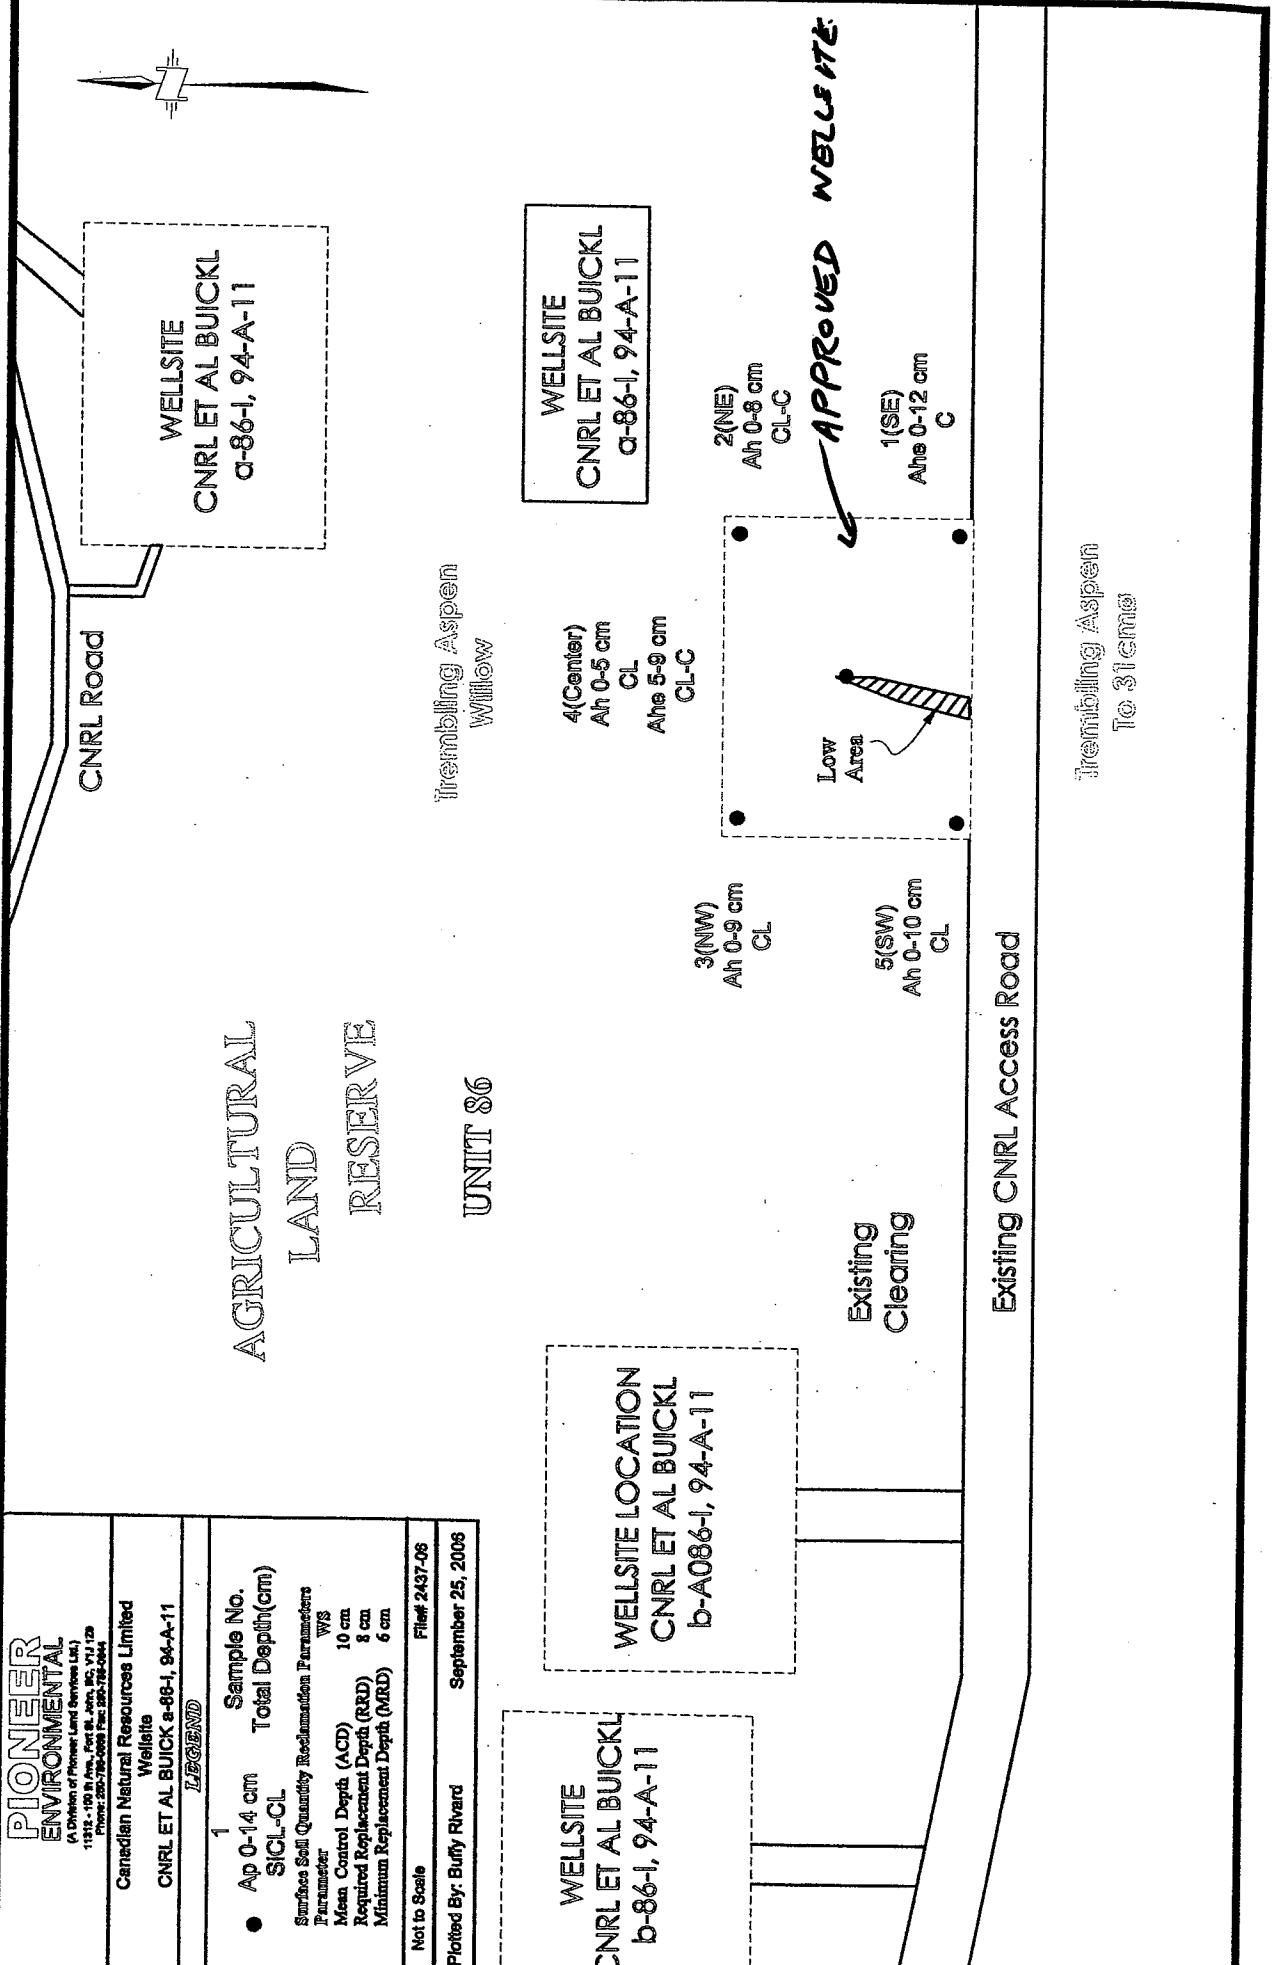 PIONEER
ENVIRONMENTAL
(A Division of Pioneer Land Services Ltd.)
Canadian Natural Resources Limited
Wellsite
CNRL ET AL BUICK a-86-I, 94-A-11
LEGEND
1
Ap 0-14 cm
SICL-CL
Sample No.
Total Depth(cm)
Surface Soil Quantity Reclamation Parameters
Parameter WS
Mean Control Depth (ACD) 10 cm
Required Replacement Depth (RRD) 8 cm
Minimum Replacement Depth (MRD) 6 cm
Not to Scale File# 2437-06
Plotted By: Buffy Rivard September 25, 2006
N
CNRL Road
WELLSITE
CNRL ET AL BUICKL
a-86-I, 94-A-11
AGRICULTURAL
LAND
RESERVE
UNIT 86
Trembling Aspen
Willow
WELLSITE
CNRL ET AL BUICKL
a-86-I, 94-A-11
4(Center)
Ah 0-5 cm
CL
Ahe 5-9 cm
CL-C
3(NW)
Ah 0-9 cm
CL
2(NE)
Ah 0-8 cm
CL-C
APPROVED WELLSITE
Low
Area
5(SW)
Ah 0-10 cm
CL
1(SE)
Ahe 0-12 cm
C
WELLSITE LOCATION
CNRL ET AL BUICKL
b-A086-I, 94-A-11
WELLSITE
CNRL ET AL BUICKL
b-86-I, 94-A-11
Existing
Clearing
Existing CNRL Access Road
Trembling Aspen
To 31cmø